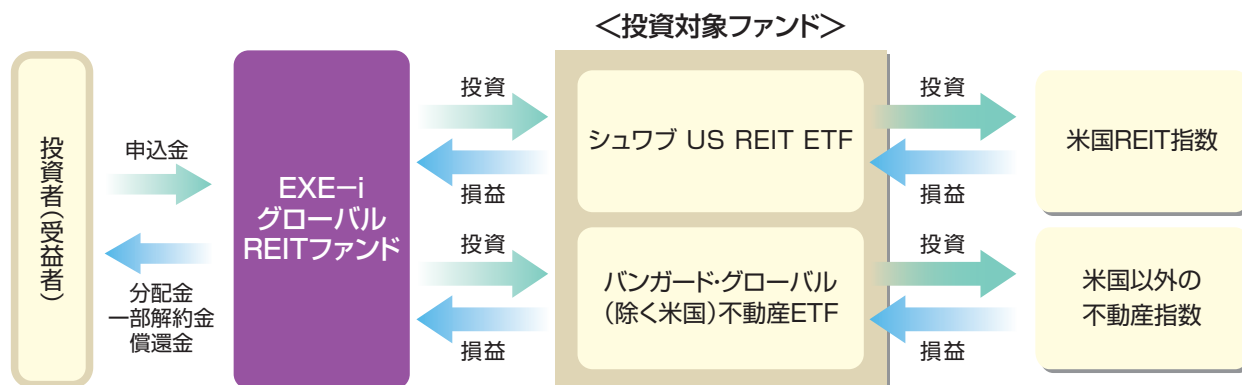 ＜投資対象ファンド＞
投資者（受益者）
申込金
分配金
一部解約金
償還金
EXE－i
グローバル
REITファンド
投資
損益
投資
損益
シュワブ US REIT ETF
バンガード・グローバル
（除く米国）不動産ETF
投資
損益
投資
損益
米国REIT指数
米国以外の
不動産指数